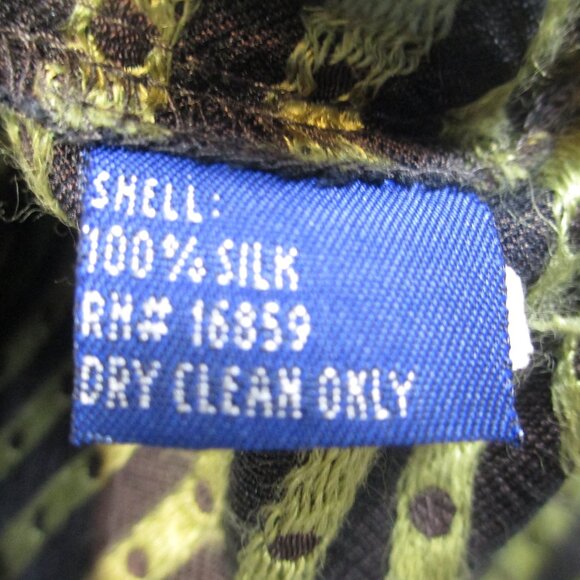 SHELL:
100% SILK
RN# 16859
DRY CLEAN ONLY